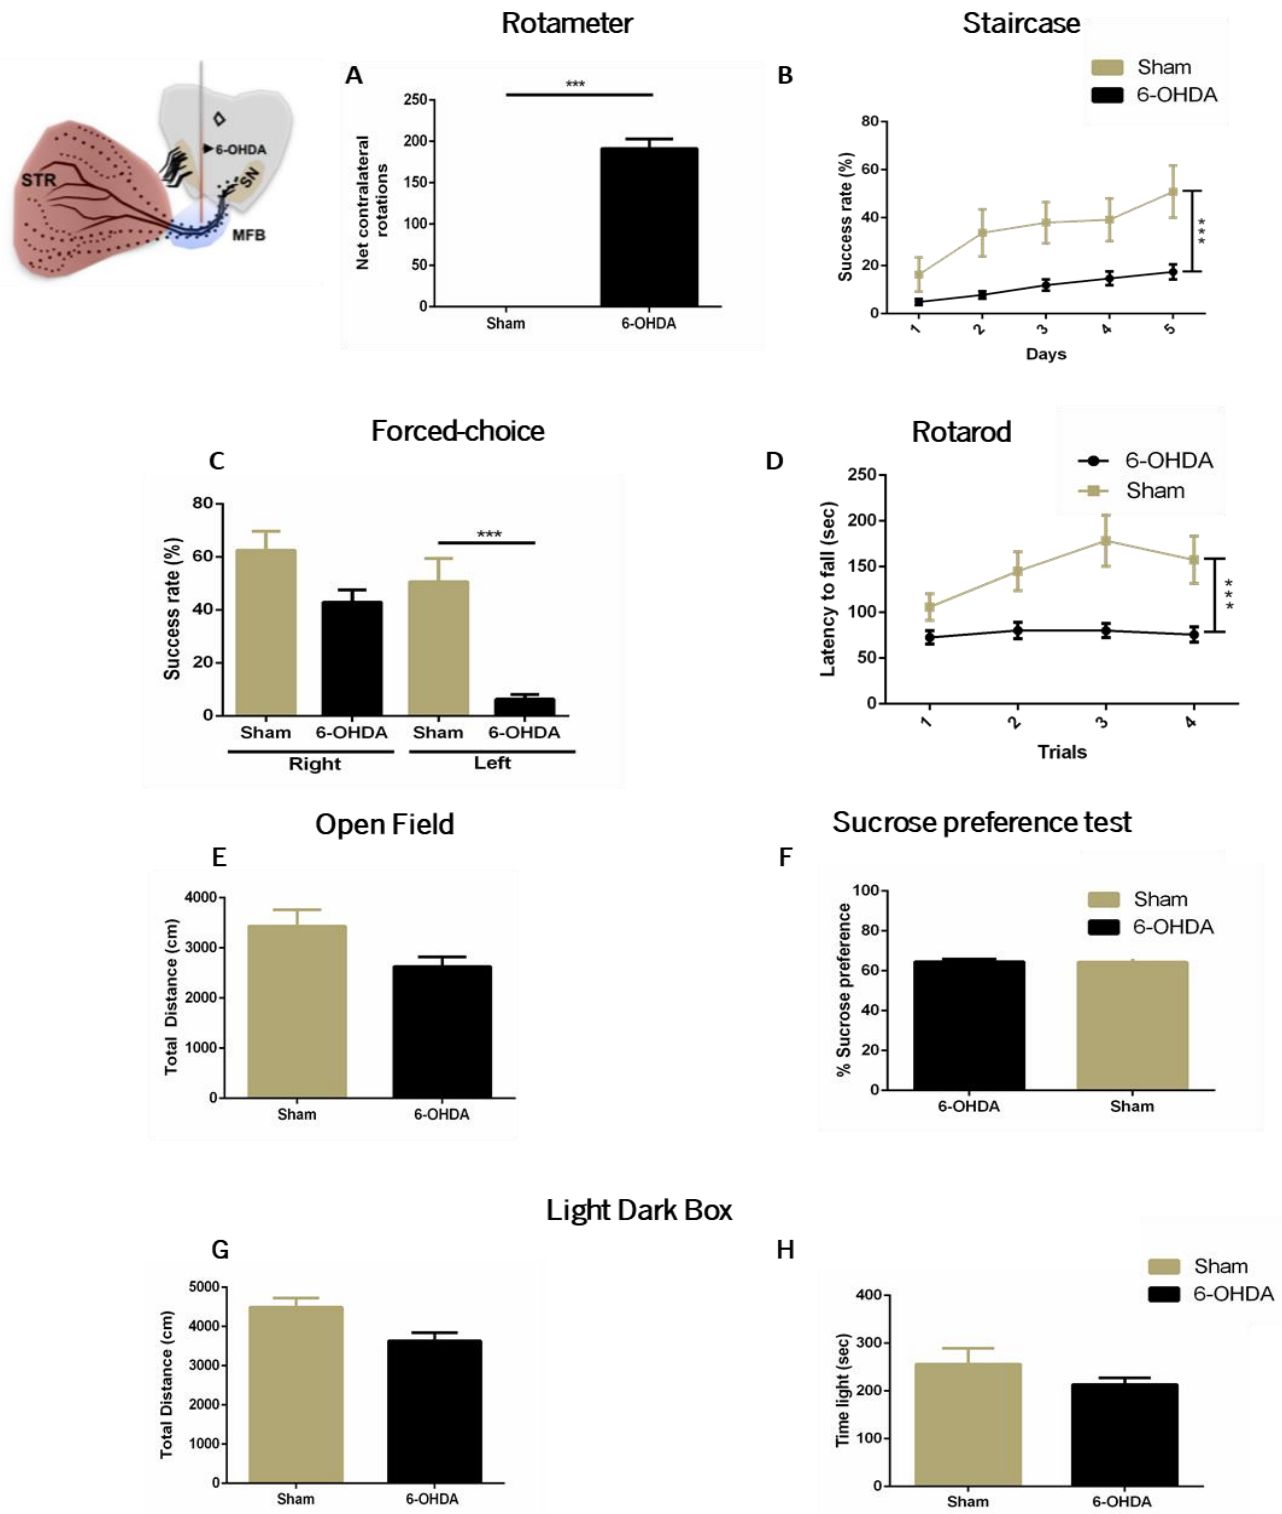 Rotameter
Staircase
A
B
Sham
6-OHDA
STR
6-OHDA
SN
MFB
***
250
200
150
100
50
0
Net contralateral
rotations
Sham
6-OHDA
80
60
40
20
0
Success rate (%)
***
1
2
3
4
5
Days
Forced-choice
Rotarod
C
D
80
60
40
20
0
Success rate (%)
***
Sham
6-OHDA
Sham
6-OHDA
Right
Left
6-OHDA
Sham
250
200
150
100
50
0
Latency to fall (sec)
***
1
2
3
4
Trials
Open Field
Sucrose preference test
E
F
4000
3000
2000
1000
0
Total Distance (cm)
Sham
6-OHDA
Sham
6-OHDA
100
80
60
40
20
0
% Sucrose preference
6-OHDA
Sham
Light Dark Box
G
H
5000
4000
3000
2000
1000
0
Total Distance (cm)
Sham
6-OHDA
Sham
6-OHDA
400
300
200
100
0
Time light (sec)
Sham
6-OHDA